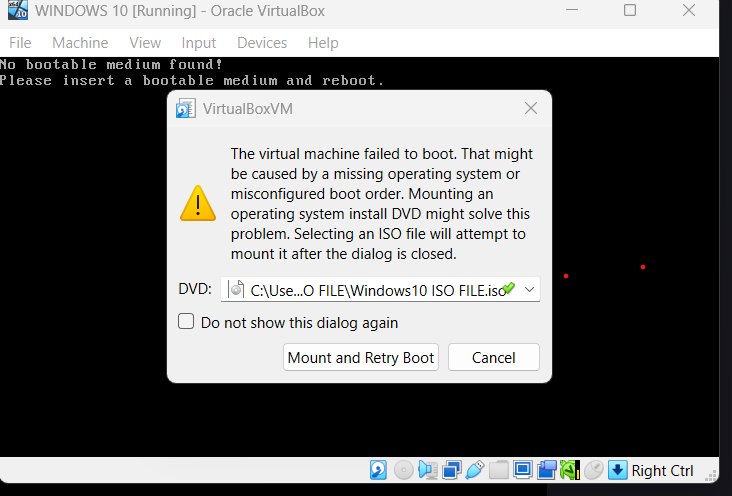 WINDOWS 10 [Running] - Oracle VirtualBox
File Machine View Input Devices Help
No bootable medium found!
Please insert a bootable medium and reboot.
VirtualBoxVM
The virtual machine failed to boot. That might
be caused by a missing operating system or
misconfigured boot order. Mounting an
operating system install DVD might solve this
problem. Selecting an ISO file will attempt to
mount it after the dialog is closed.
DVD: C:\Use...O FILE\Windows10 ISO FILE.iso
Do not show this dialog again
Mount and Retry Boot Cancel
Right Ctrl